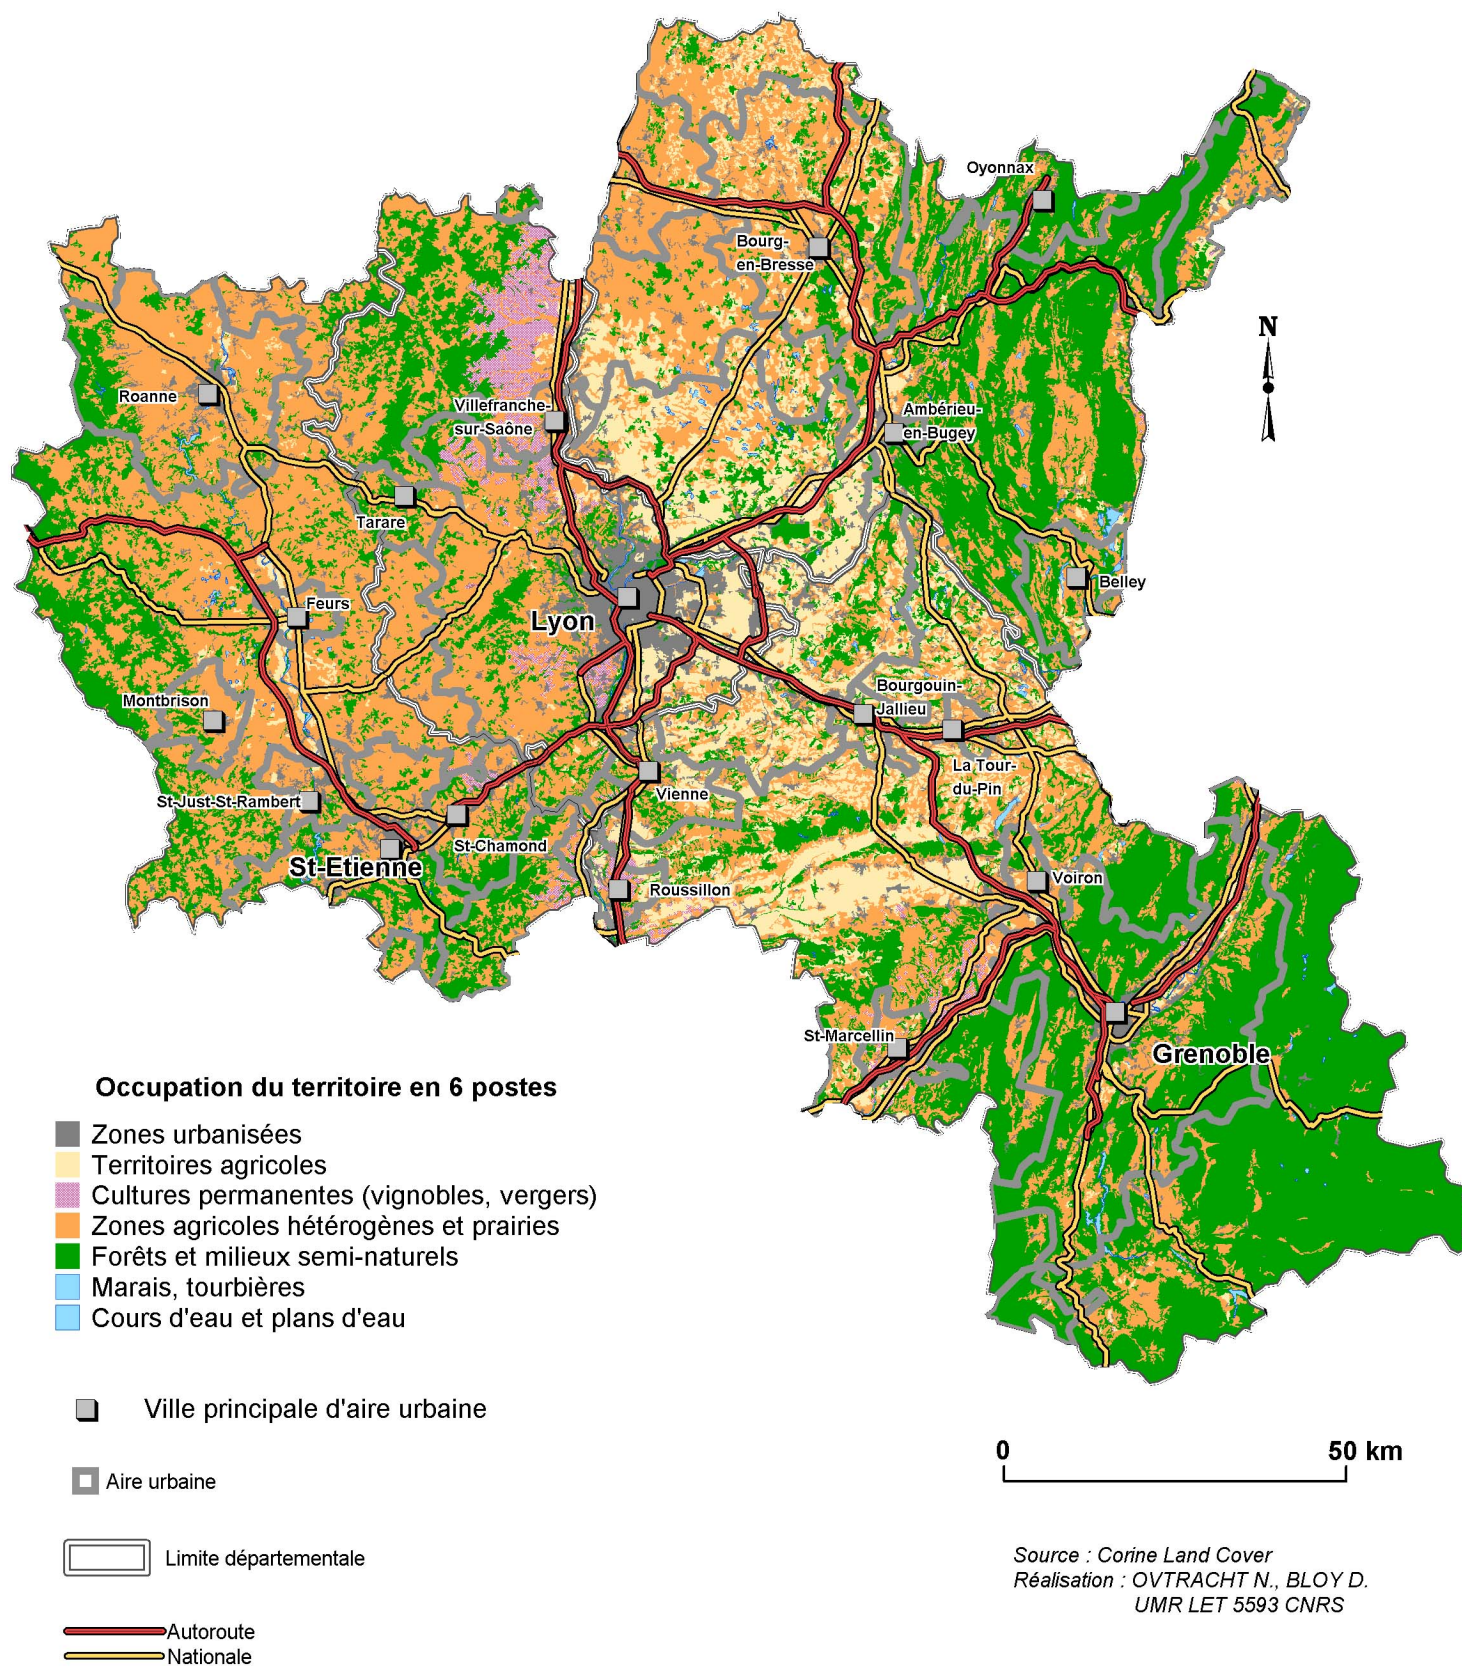 Oyonnax
N
Bourg-
en-Bresse
Roanne
Villefranche-
sur-Saône
Ambérieu-
en-Bugey
Tarare
Belley
Feurs
Lyon
Montbrison
Bourgouin-
Jallieu
La Tour-
du-Pin
Vienne
St-Just-St-Rambert
St-Chamond
St-Etienne
Roussillon
Voiron
St-Marcellin
Grenoble
Occupation du territoire en 6 postes
Zones urbanisées
Territoires agricoles
Cultures permanentes (vignobles, vergers)
Zones agricoles hétérogènes et prairies
Forêts et milieux semi-naturels
Marais, tourbières
Cours d'eau et plans d'eau
Ville principale d'aire urbaine
Aire urbaine
Limite départementale
Autoroute
Nationale
0 50 km
Source : Corine Land Cover
Réalisation : OVTRACHT N., BLOY D.
UMR LET 5593 CNRS